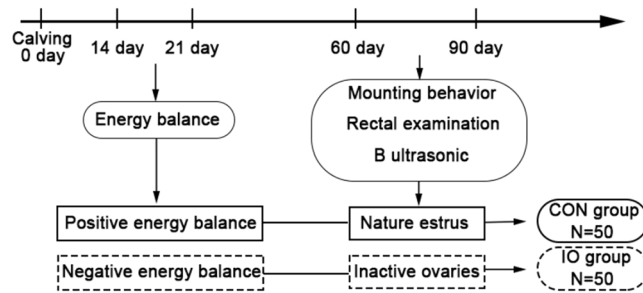 Calving
0 day
14 day
21 day
60 day
90 day
Energy balance
Mounting behavior
Rectal examination
B ultrasonic
Positive energy balance
Nature estrus
CON group
N=50
Negative energy balance
Inactive ovaries
IO group
N=50